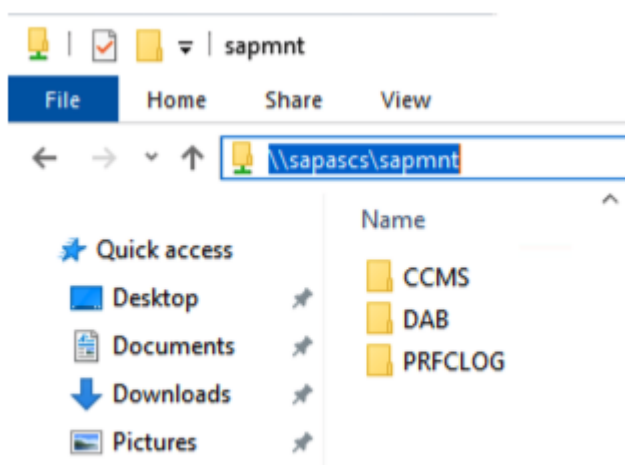 sapmnt
File Home Share View
\\sapascs\sapmnt
Name
Quick access
CCMS
Desktop
DAB
Documents
PRFCLOG
Downloads
Pictures